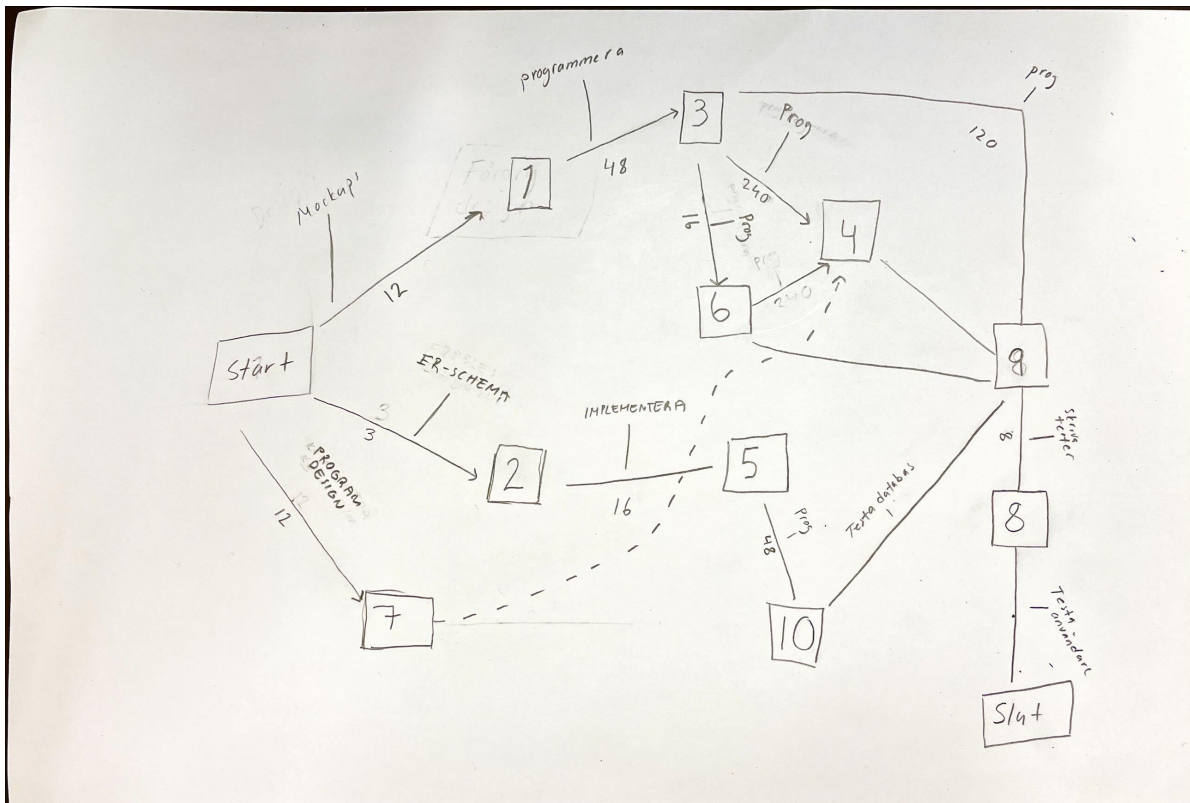 programmera
prog
3
Prog
120
1
48
240
Mockup
4
16
Prog
12
6
240
Start
9
ER-SCHEMA
3
IMPLEMENTERA
8
skriva
tester
PROGRAM
DESIGN
2
5
12
16
Prog
48
Testa databas
8
7
10
Testa
användare
Slut